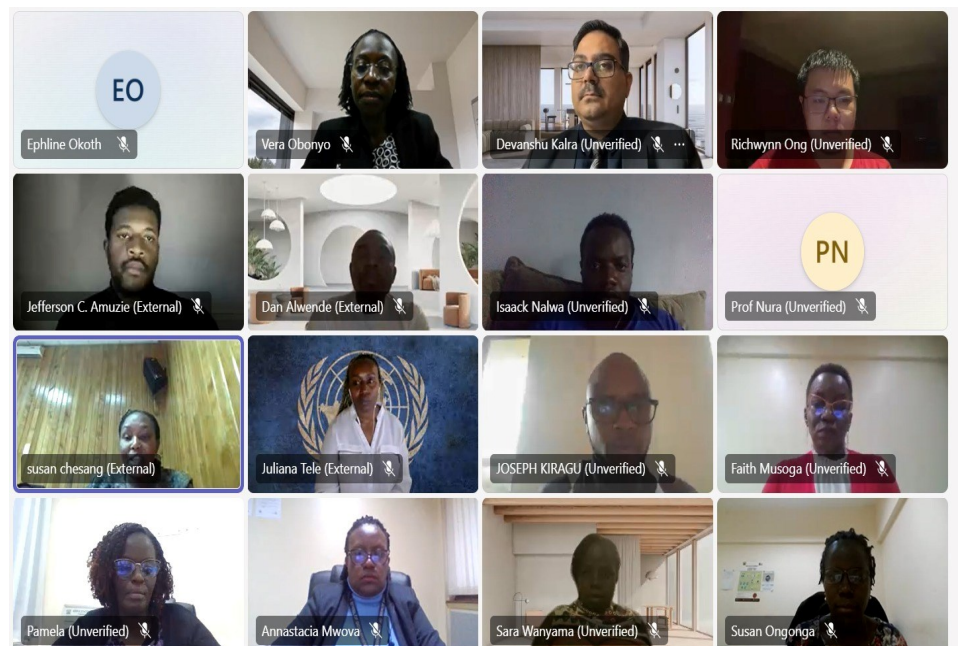 EO
Ephline Okoth
Vera Obonyo
Devanshu Kalra (Unverified) ...
Richwynn Ong (Unverified)
Jefferson C. Amuzie (External)
Dan Alwende (External)
Isaack Nalwa (Unverified)
PN
Prof Nura (Unverified)
susan chesang (External)
Juliana Tele (External)
JOSEPH KIRAGU (Unverified)
Faith Musoga (Unverified)
Pamela (Unverified)
Annastacia Mwova
Sara Wanyama (Unverified)
Susan Ongonga